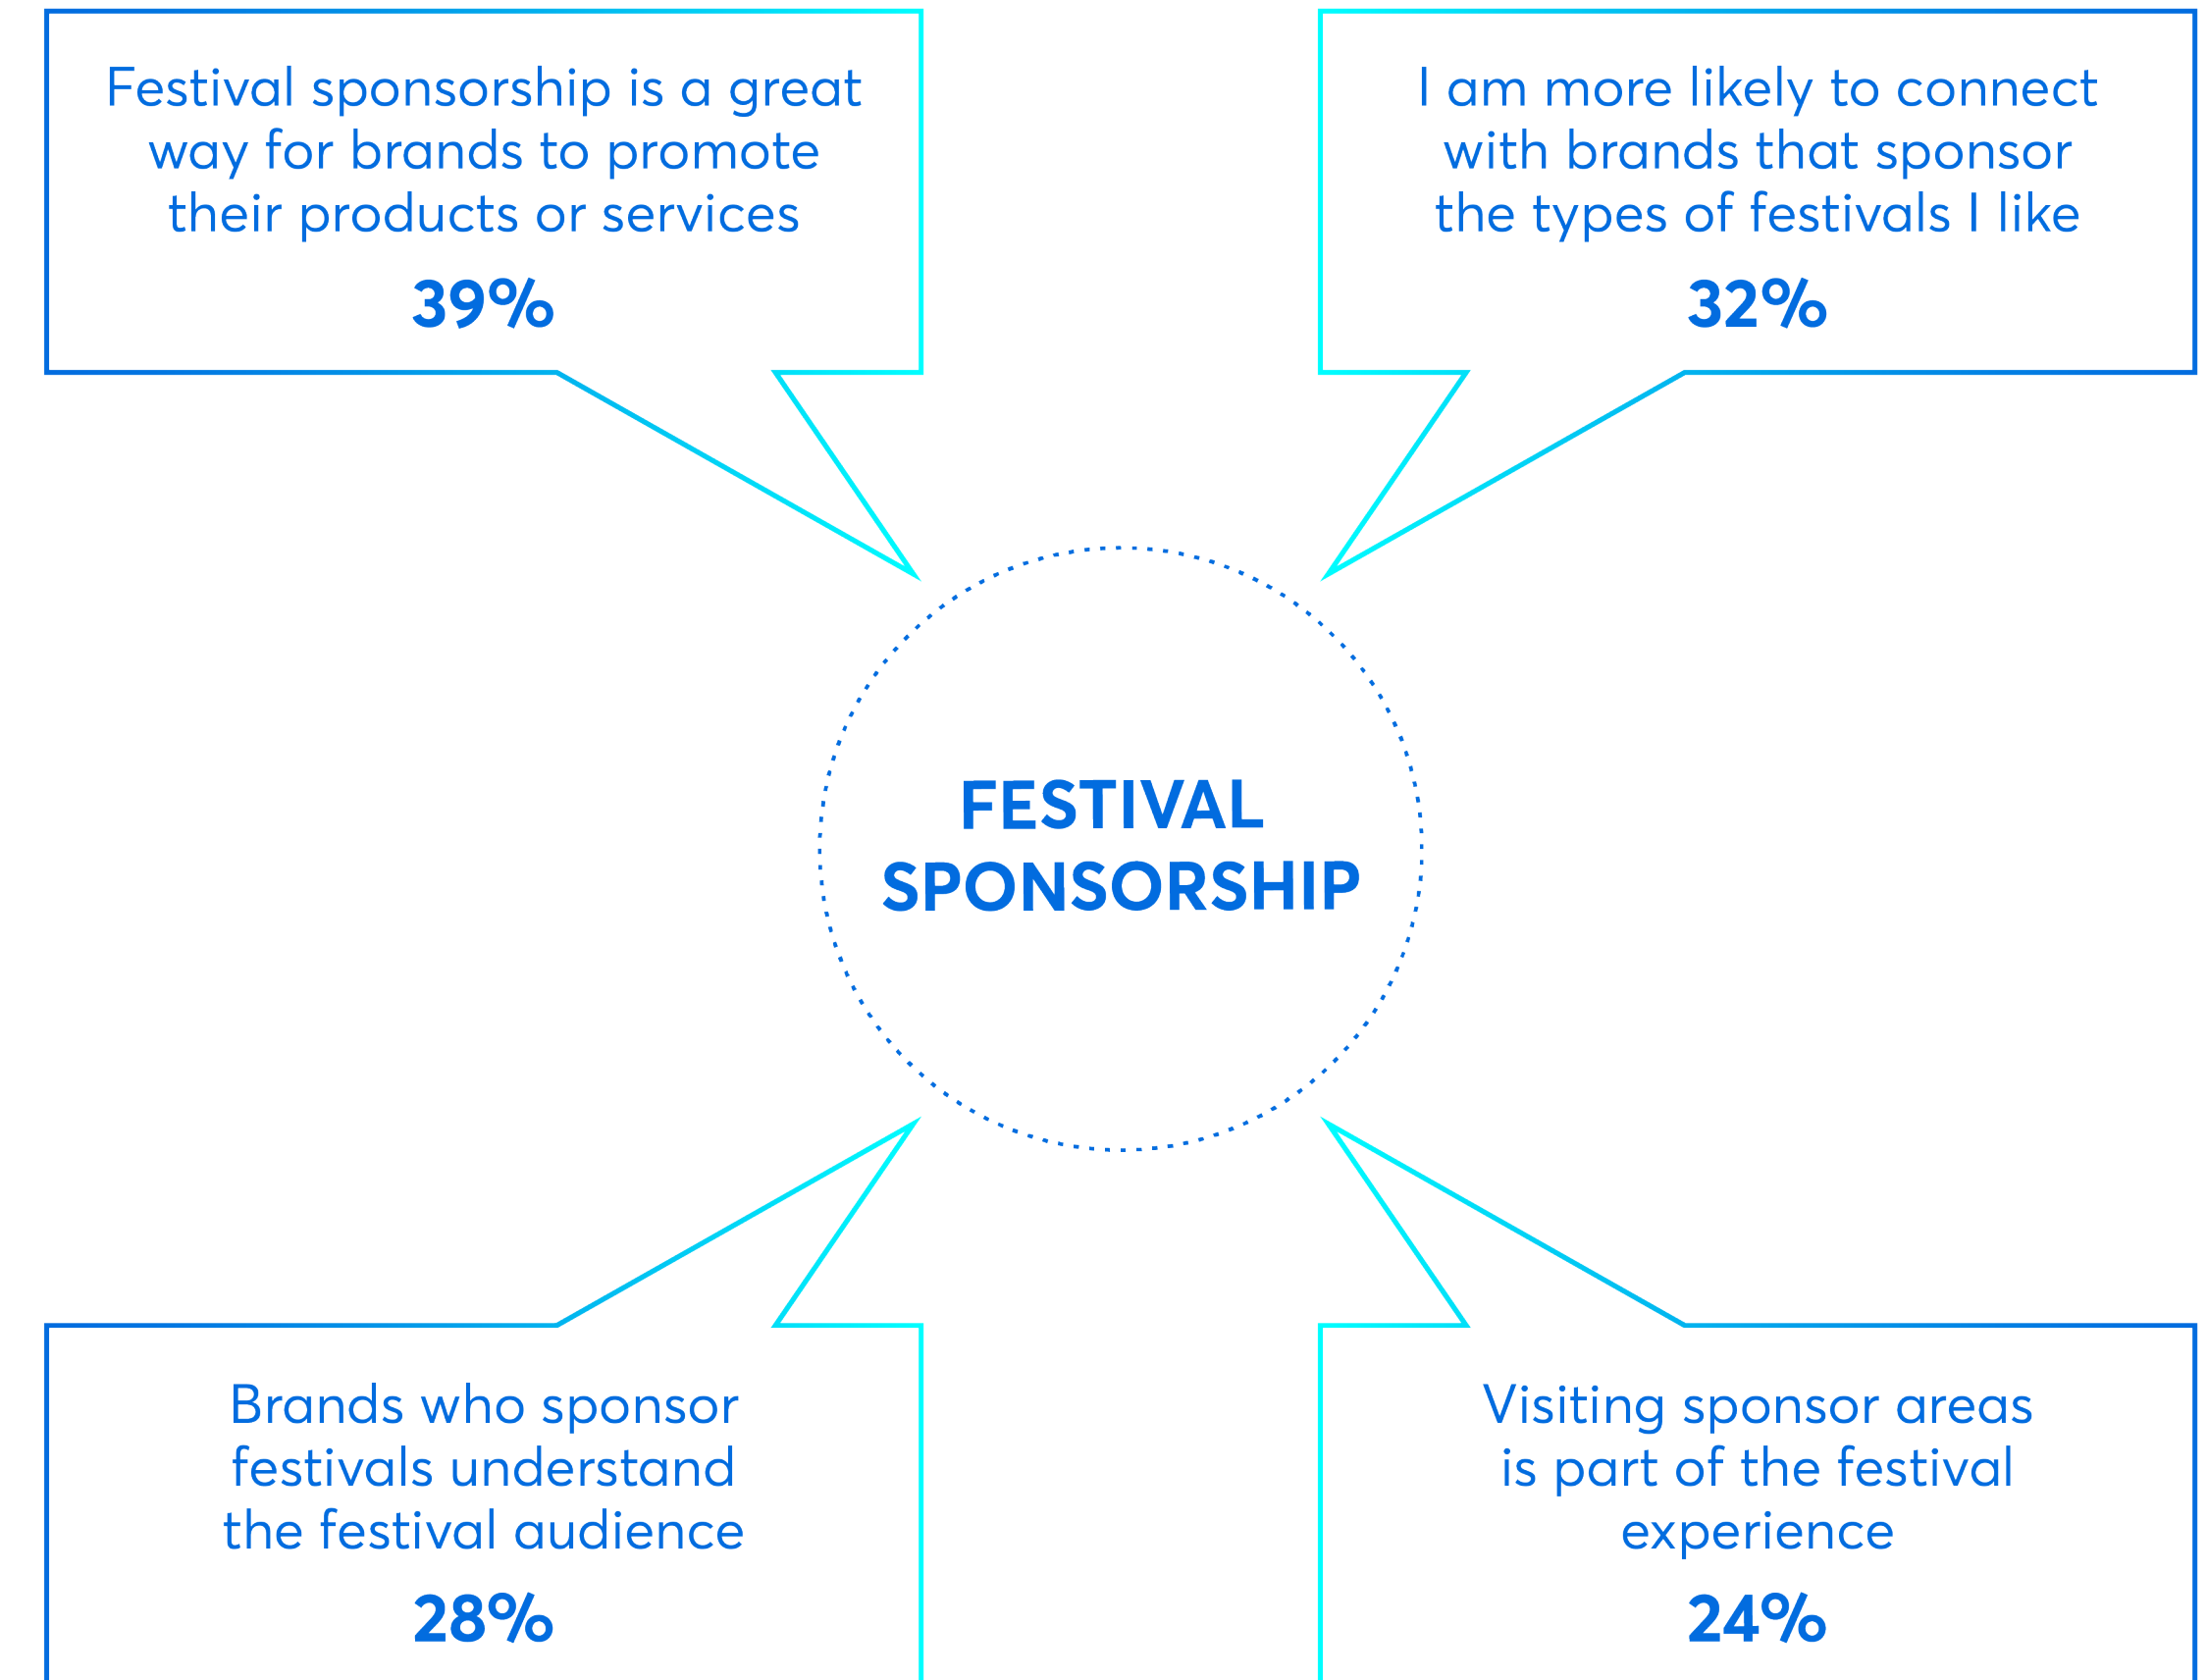 Festival sponsorship is a great
way for brands to promote
their products or services
39%
I am more likely to connect
with brands that sponsor
the types of festivals I like
32%
FESTIVAL
SPONSORSHIP
Brands who sponsor
festivals understand
the festival audience
28%
Visiting sponsor areas
is part of the festival
experience
24%